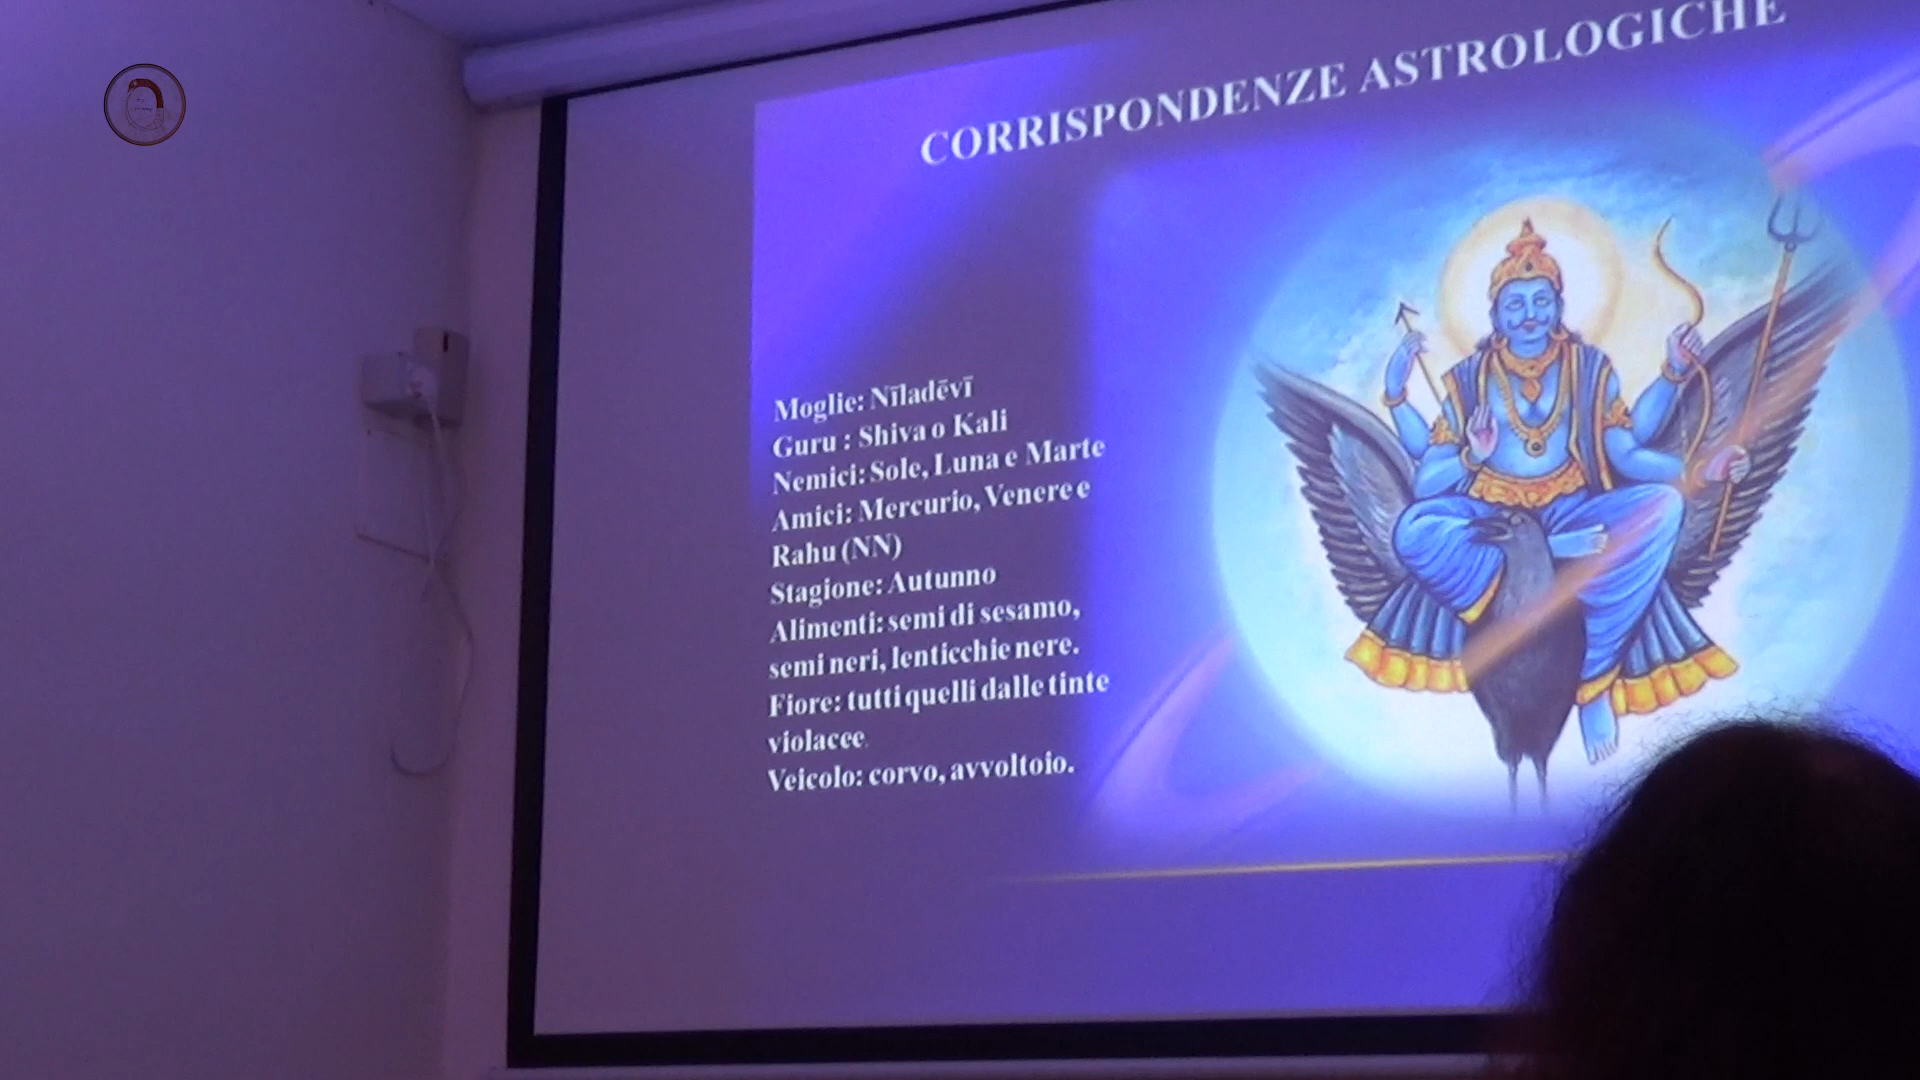 CORRISPONDENZE ASTROLOGICHE
Moglie: Nīladēvī
Guru : Shiva o Kali
Nemici: Sole, Luna e Marte
Amici: Mercurio, Venere e
Rahu (NN)
Stagione: Autunno
Alimenti: semi di sesamo,
semi neri, lenticchie nere.
Fiore: tutti quelli dalle tinte
violacee.
Veicolo: corvo, avvoltoio.